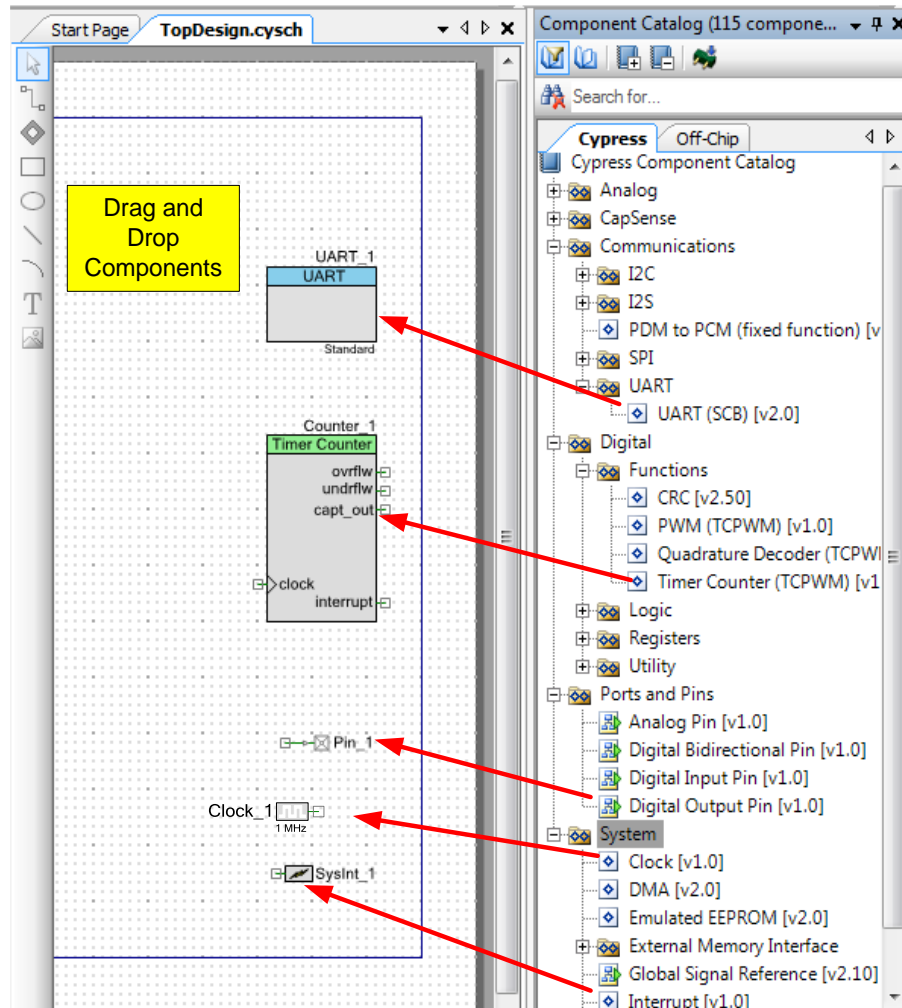 Start Page
TopDesign.cysch
Drag and
Drop
Components
UART_1
UART
Standard
Counter_1
Timer Counter
ovrflw
undrflw
capt_out
clock
interrupt
Pin_1
Clock_1
1 MHz
SysInt_1
T
Component Catalog (115 compone...
Search for...
Cypress
Off-Chip
Cypress Component Catalog
Analog
CapSense
Communications
I2C
I2S
PDM to PCM (fixed function) [v
SPI
UART
UART (SCB) [v2.0]
Digital
Functions
CRC [v2.50]
PWM (TCPWM) [v1.0]
Quadrature Decoder (TCPWI
Timer Counter (TCPWM) [v1
Logic
Registers
Utility
Ports and Pins
Analog Pin [v1.0]
Digital Bidirectional Pin [v1.0]
Digital Input Pin [v1.0]
Digital Output Pin [v1.0]
System
Clock [v1.0]
DMA [v2.0]
Emulated EEPROM [v2.0]
External Memory Interface
Global Signal Reference [v2.10]
Interrupt [v1.0]